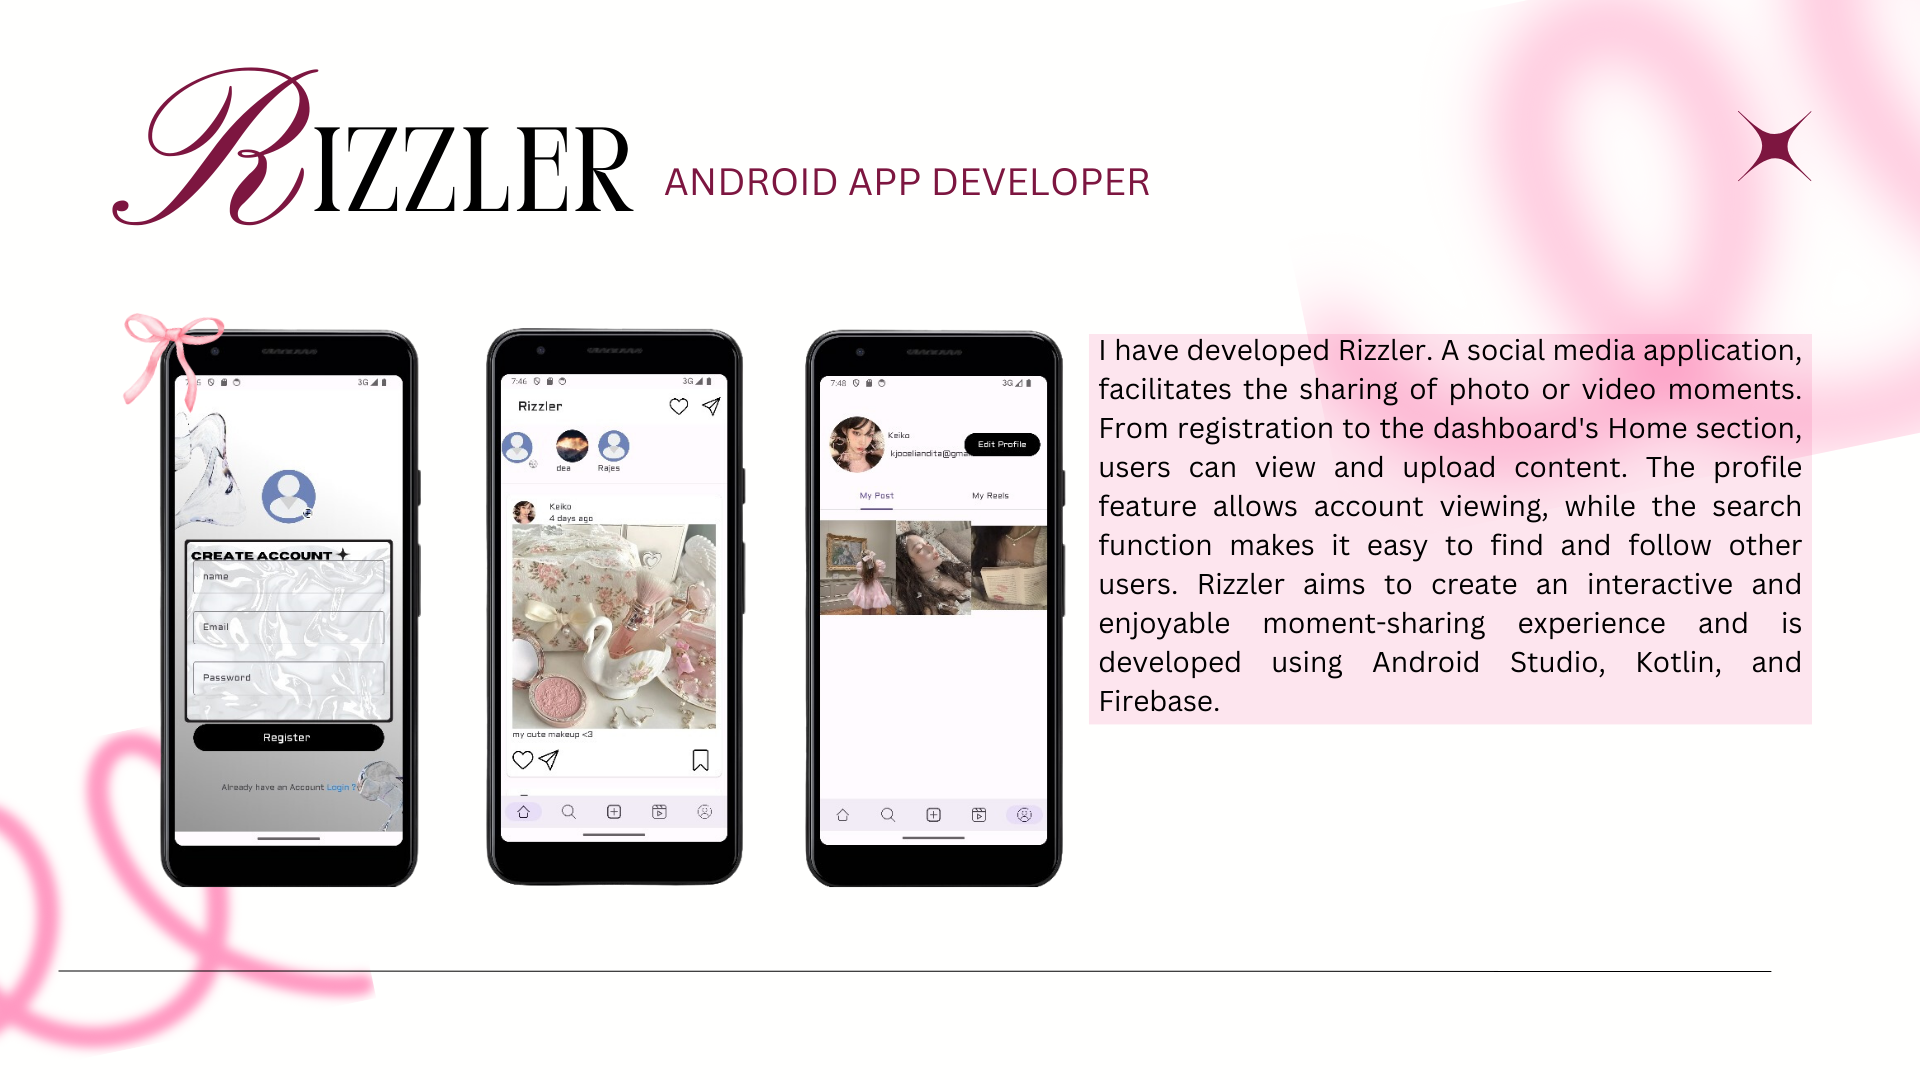 RIZZLER
ANDROID APP DEVELOPER
3G
CREATE ACCOUNT
name
Email
Password
Register
Already have an Account Login ?
7:46
3G
Rizzler
dea
Rajes
Keiko
4 days ago
my cute makeup <3
7:48
3G
Keiko
kjoceliandita@gma
Edit Profile
My Post
My Reels
I have developed Rizzler. A social media application,
facilitates the sharing of photo or video moments.
From registration to the dashboard's Home section,
users can view and upload content. The profile
feature allows account viewing, while the search
function makes it easy to find and follow other
users. Rizzler aims to create an interactive and
enjoyable moment-sharing experience and is
developed using Android Studio, Kotlin, and
Firebase.